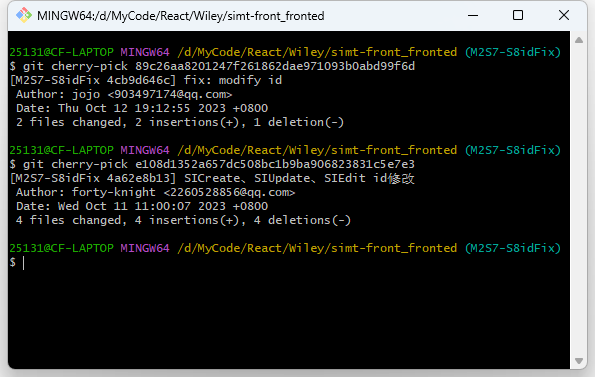 MINGW64:/d/MyCode/React/Wiley/simt-front_fronted
25131@CF-LAPTOP MINGW64 /d/MyCode/React/Wiley/simt-front_fronted (M2S7-S8idFix)
$ git cherry-pick 89c26aa8201247f261862dae971093b0abd99f6d
[M2S7-S8idFix 4cb9d646c] fix: modify id
Author: jojo <903497174@qq.com>
Date: Thu Oct 12 19:12:55 2023 +0800
2 files changed, 2 insertions(+), 1 deletion(-)
25131@CF-LAPTOP MINGW64 /d/MyCode/React/Wiley/simt-front_fronted (M2S7-S8idFix)
$ git cherry-pick e108d1352a657dc508bc1b9ba906823831c5e7e3
[M2S7-S8idFix 4a62e8b13] SICreate、SIUpdate、SIEdit id修改
Author: forty-knight <2260528856@qq.com>
Date: Wed Oct 11 11:00:07 2023 +0800
4 files changed, 4 insertions(+), 4 deletions(-)
25131@CF-LAPTOP MINGW64 /d/MyCode/React/Wiley/simt-front_fronted (M2S7-S8idFix)
$